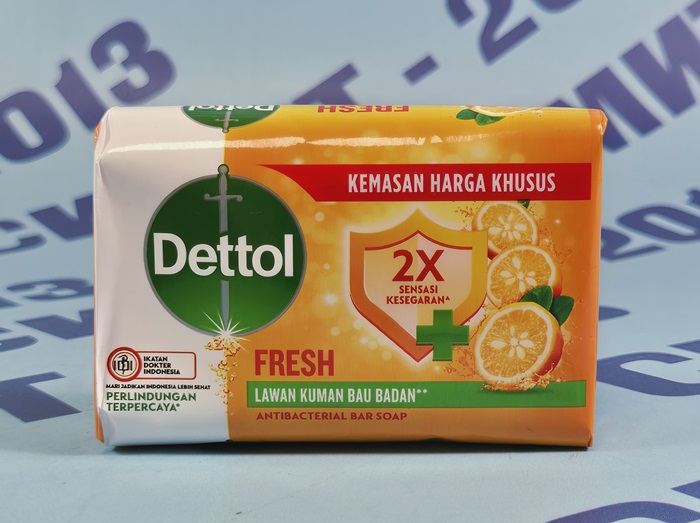 FRESH
KEMASAN HARGA KHUSUS
Dettol
2X
SENSASI
KESEGARAN^
IKATAN
DOKTER
INDONESIA
MARI JADIKAN INDONESIA LEBIH SEHAT
PERLINDUNGAN
TERPERCAYA*
FRESH
LAWAN KUMAN BAU BADAN**
ANTIBACTERIAL BAR SOAP
2013